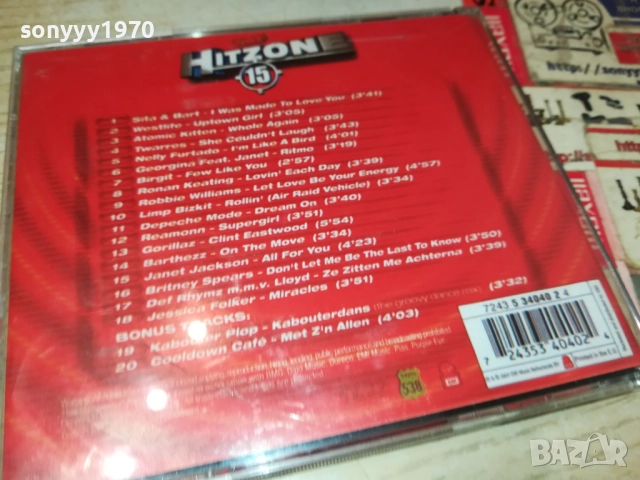 sonyyy1970
HITZONE
15
1 Sita & Bart - I Was Made To Love You (3'41)
2 Westlife - Uptown Girl (3'05)
3 Atomic Kitten - Whole Again (3'05)
4 Twarres - She Couldn't Laugh (3'43)
5 Nelly Furtado - I'm Like A Bird (4'01)
6 Georgina Feat. Janet - Ritmo (3'19)
7 Birgit - Few Like You (2'57)
8 Ronan Keating - Lovin' Each Day (3'39)
9 Robbie Williams - Let Love Be Your Energy (4'57)
10 Limp Bizkit - Rollin' (Air Raid Vehicle) (3'34)
11 Depeche Mode - Dream On (3'40)
12 Reamonn - Supergirl (3'51)
13 Gorillaz - Clint Eastwood (5'54)
14 Barthezz - On The Move (3'34)
15 Janet Jackson - All For You (4'23)
16 Britney Spears - Don't Let Me Be The Last To Know (3'50)
17 Def Rhymz m.m.v. Lloyd - Ze Zitten Me Achterna (3'39)
18 Jessica Folker - Miracles (3'51)
BONUS TRACKS:
19 Kabouter Plop - Kabouterdans (the groovy dance mix) (3'32)
20 Cooldown Café - Met Z'n Allen (4'03)
7243 5 34040 2 4
7 24353 40402 4
538
EMI
maxell
http://sony
maxell
BAZAR
bg